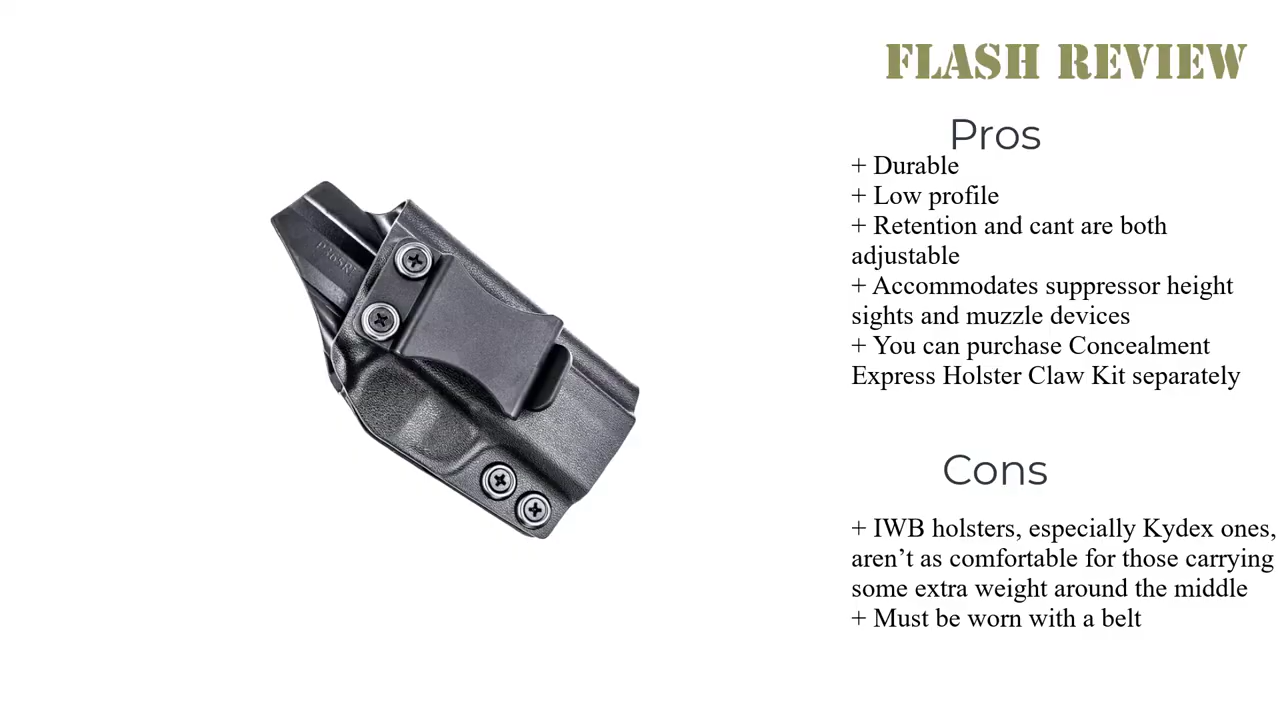 FLASH REVIEW
Pros
+ Durable
+ Low profile
+ Retention and cant are both
adjustable
+ Accommodates suppressor height
sights and muzzle devices
+ You can purchase Concealment
Express Holster Claw Kit separately
Cons
+ IWB holsters, especially Kydex ones,
aren’t as comfortable for those carrying
some extra weight around the middle
+ Must be worn with a belt